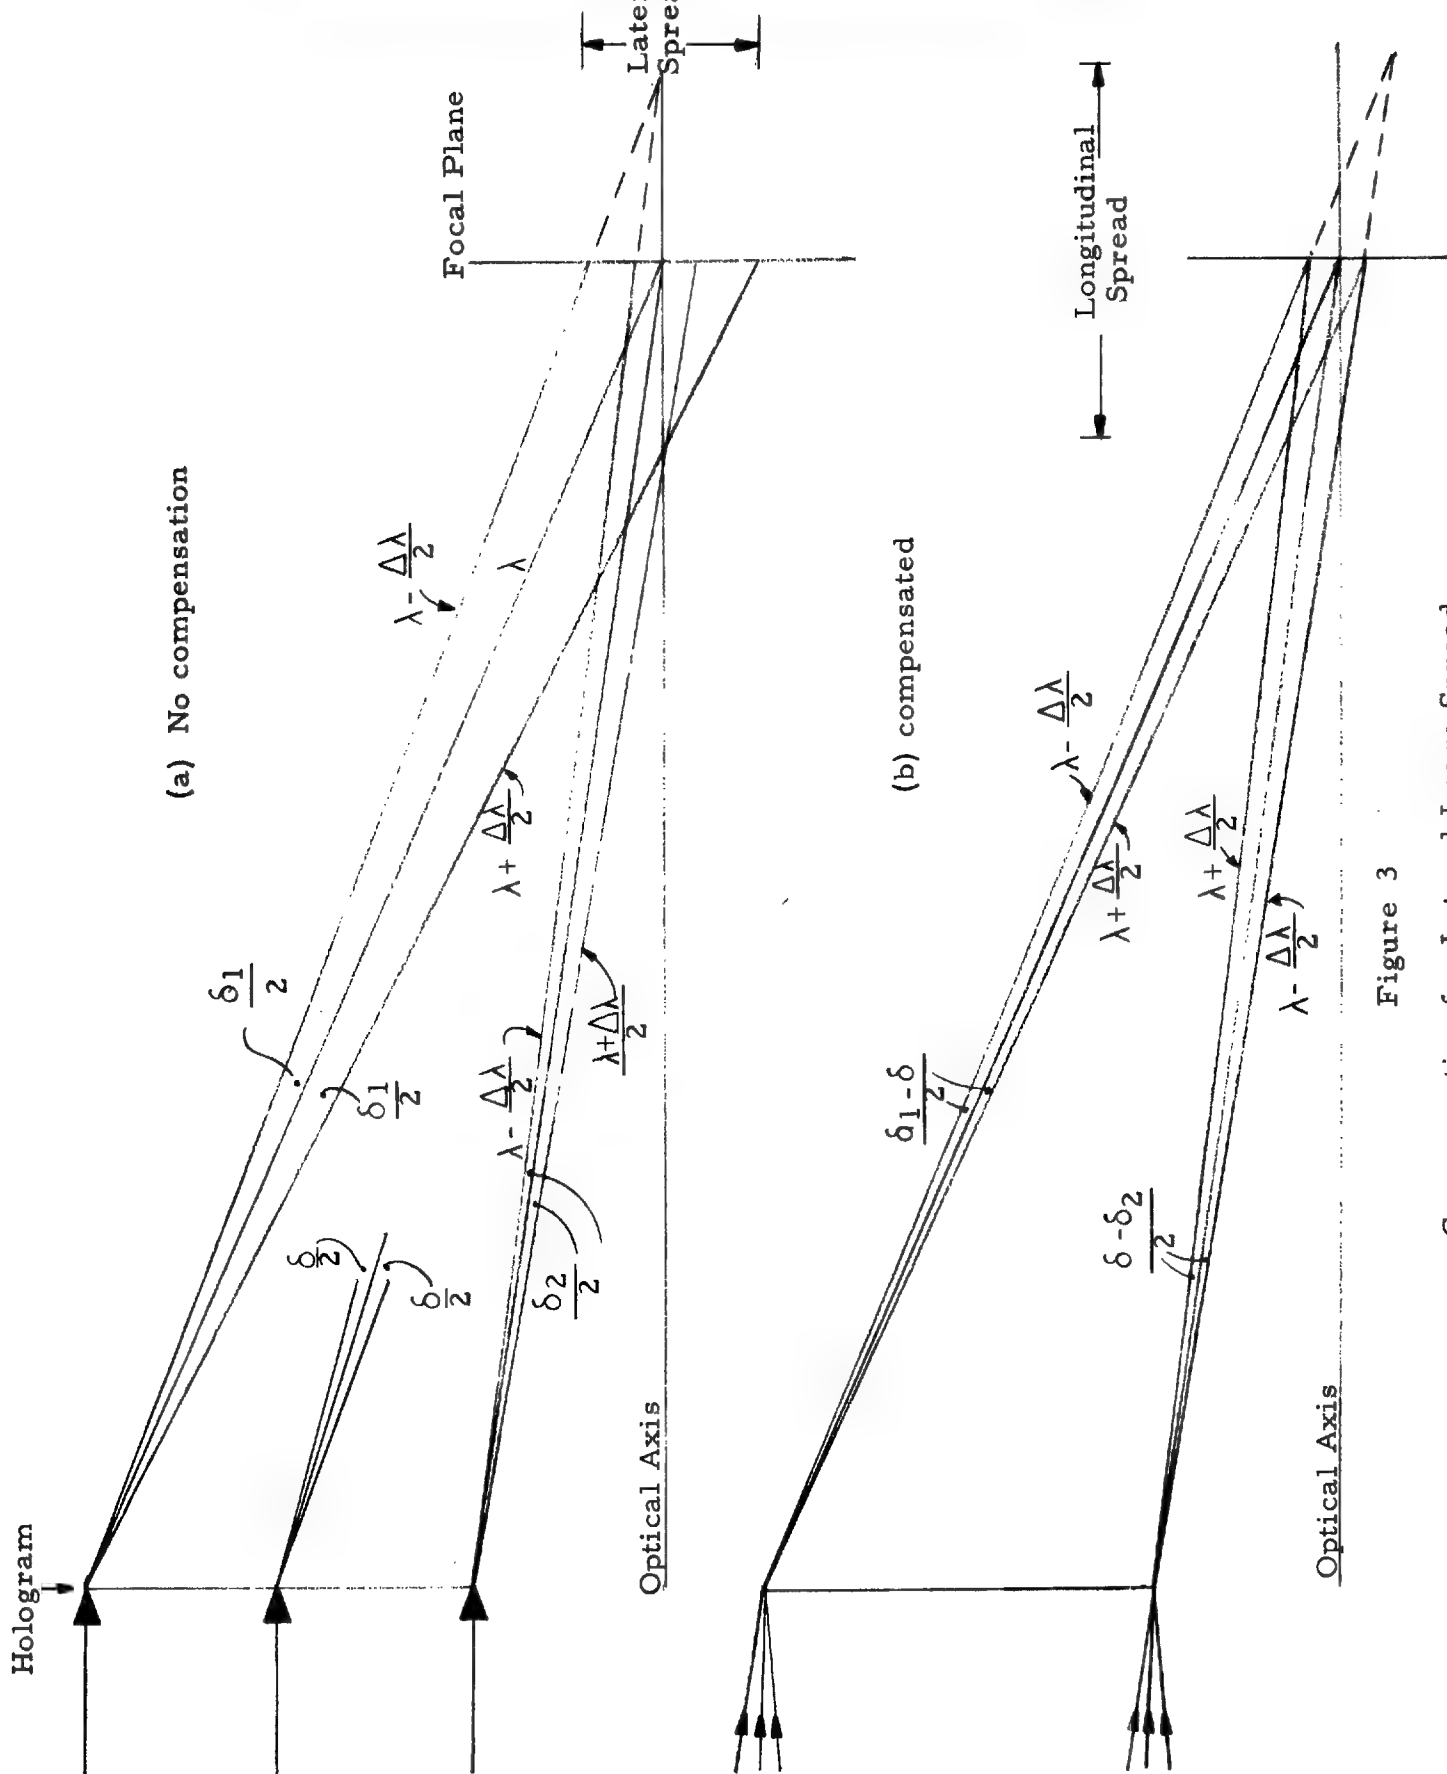 Hologram
(a) No compensation
Focal Plane
Late
Sprea
λ - Δλ/2
λ
λ + Δλ/2
δ1/2
δ1/2
δ/2
δ/2
λ - Δλ/2
λ+Δλ/2
δ2/2
Optical Axis
(b) compensated
Longitudinal
Spread
λ - Δλ/2
λ + Δλ/2
δ1 - δ/2
λ + Δλ/2
λ - Δλ/2
δ - δ2/2
Optical Axis
Figure 3